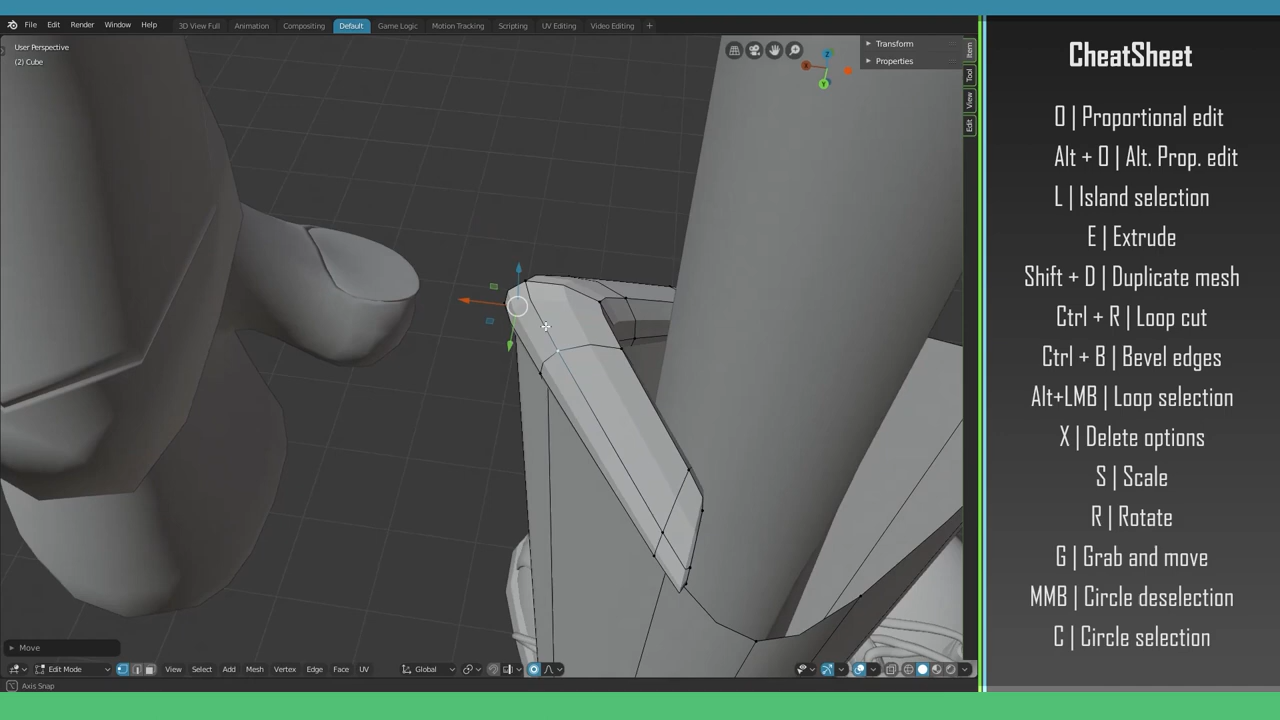 File Edit Render Window Help
3D View Full Animation Compositing Default Game Logic Motion Tracking Scripting UV Editing Video Editing +
User Perspective
(2) Cube
Transform
Properties
Z
X
Y
Item
Tool
View
Edit
Move
Edit Mode View Select Add Mesh Vertex Edge Face UV Global
Axis Snap
CheatSheet
O | Proportional edit
Alt + O | Alt. Prop. edit
L | Island selection
E | Extrude
Shift + D | Duplicate mesh
Ctrl + R | Loop cut
Ctrl + B | Bevel edges
Alt+LMB | Loop selection
X | Delete options
S | Scale
R | Rotate
G | Grab and move
MMB | Circle deselection
C | Circle selection